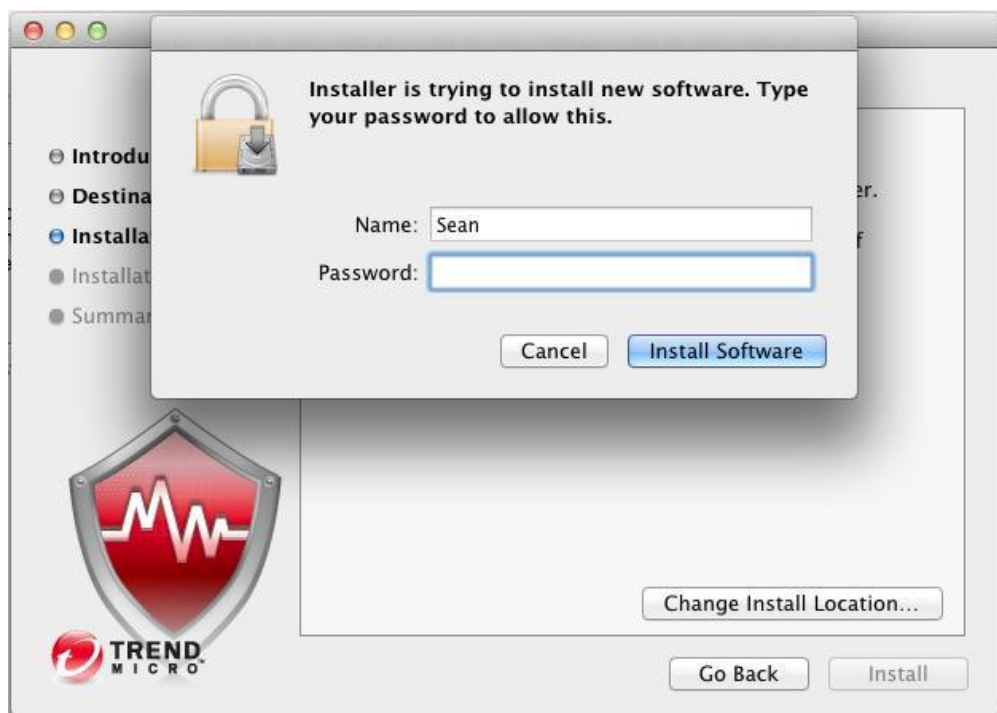 Installer is trying to install new software. Type
your password to allow this.
Name: Sean
Password:
Cancel
Install Software
Introdu
Destina
Installa
Installat
Summar
er.
f
Change Install Location...
TREND
MICRO
Go Back
Install